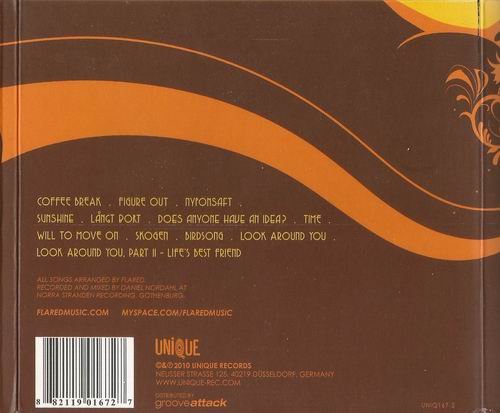 COFFEE BREAK . FIGURE OUT . NYPONSAFT .
SUNSHINE . LÅNGT BORT . DOES ANYONE HAVE AN IDEA? . TIME .
WILL TO MOVE ON . SKOGEN . BIRDSONG . LOOK AROUND YOU .
LOOK AROUND YOU, PART II - LIFE'S BEST FRIEND
ALL SONGS ARRANGED BY FLARED.
RECORDED AND MIXED BY DANIEL NORDAHL AT
NORRA STRANDEN RECORDING, GOTHENBURG.
FLAREDMUSIC.COM MYSPACE.COM/FLAREDMUSIC
UNIQUE
©&℗ 2010 UNIQUE RECORDS
NEUSSER STRASSE 125, 40219 DÜSSELDORF, GERMANY
WWW.UNIQUE-REC.COM
DISTRIBUTED BY
grooveattack
8 82119 01672 7
UNIQ167-2